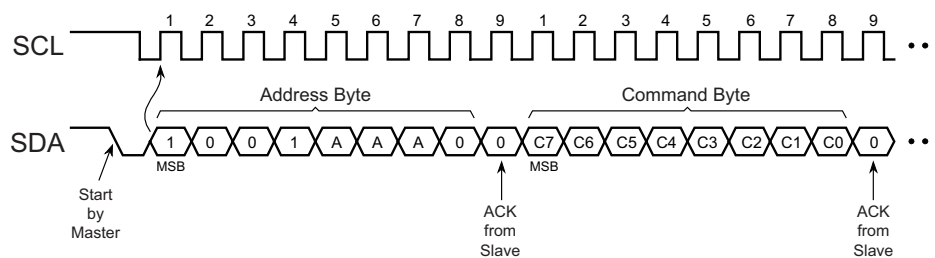 1 2 3 4 5 6 7 8 9 1 2 3 4 5 6 7 8 9
SCL
Address Byte Command Byte
SDA 1 0 0 1 A A A 0 0 C7 C6 C5 C4 C3 C2 C1 C0 0
MSB MSB
Start
by
Master
ACK
from
Slave
ACK
from
Slave